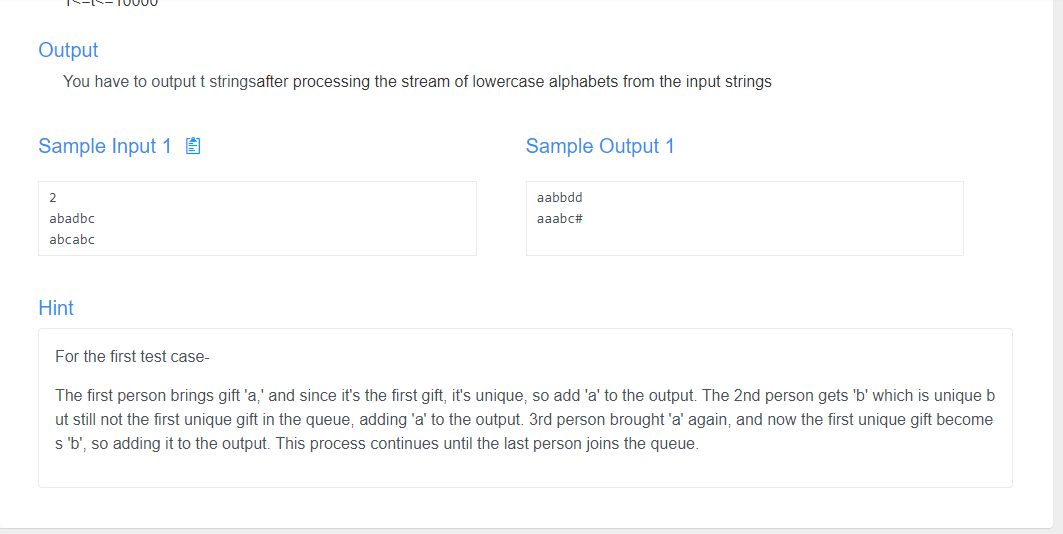 1<=t<=10000
Output
You have to output t stringsafter processing the stream of lowercase alphabets from the input strings
Sample Input 1
Sample Output 1
2
abadbc
abcabc
aabbdd
aaabc#
Hint
For the first test case-
The first person brings gift 'a,' and since it's the first gift, it's unique, so add 'a' to the output. The 2nd person gets 'b' which is unique b
ut still not the first unique gift in the queue, adding 'a' to the output. 3rd person brought 'a' again, and now the first unique gift become
s 'b', so adding it to the output. This process continues until the last person joins the queue.